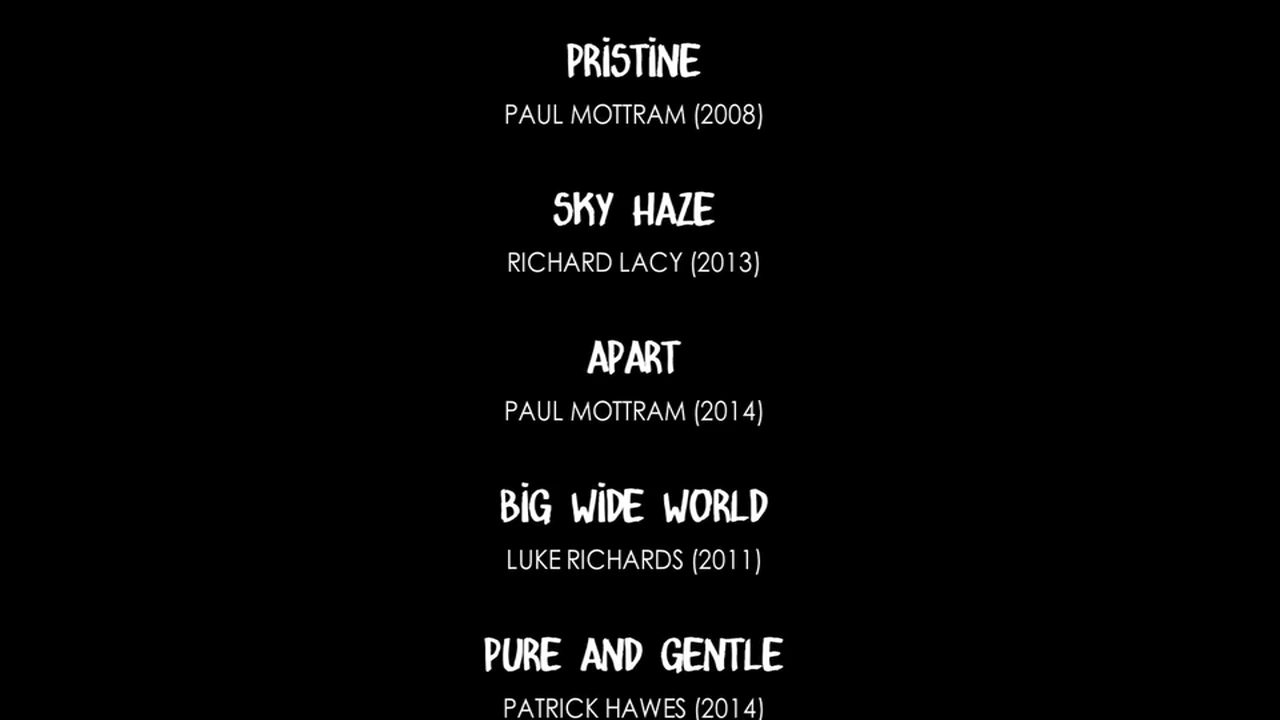 PRiSTiNE
PAUL MOTTRAM (2008)
SKY HAZE
RICHARD LACY (2013)
APART
PAUL MOTTRAM (2014)
BiG WiDE WORLD
LUKE RICHARDS (2011)
PURE AND GENTLE
PATRICK HAWES (2014)